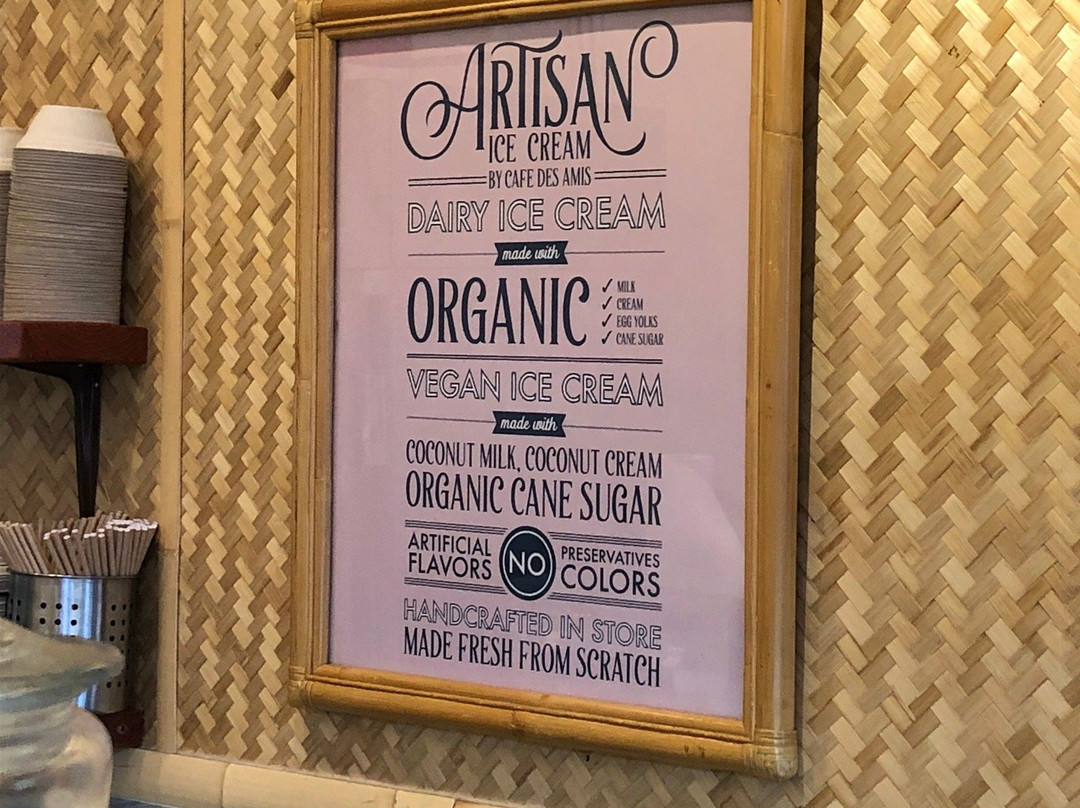 ARTISAN
ICE CREAM
BY CAFE DES AMIS
DAIRY ICE CREAM
made with
ORGANIC
✓ MILK
✓ CREAM
✓ EGG YOLKS
✓ CANE SUGAR
VEGAN ICE CREAM
made with
COCONUT MILK, COCONUT CREAM
ORGANIC CANE SUGAR
ARTIFICIAL
FLAVORS
NO
PRESERVATIVES
COLORS
HANDCRAFTED IN STORE
MADE FRESH FROM SCRATCH